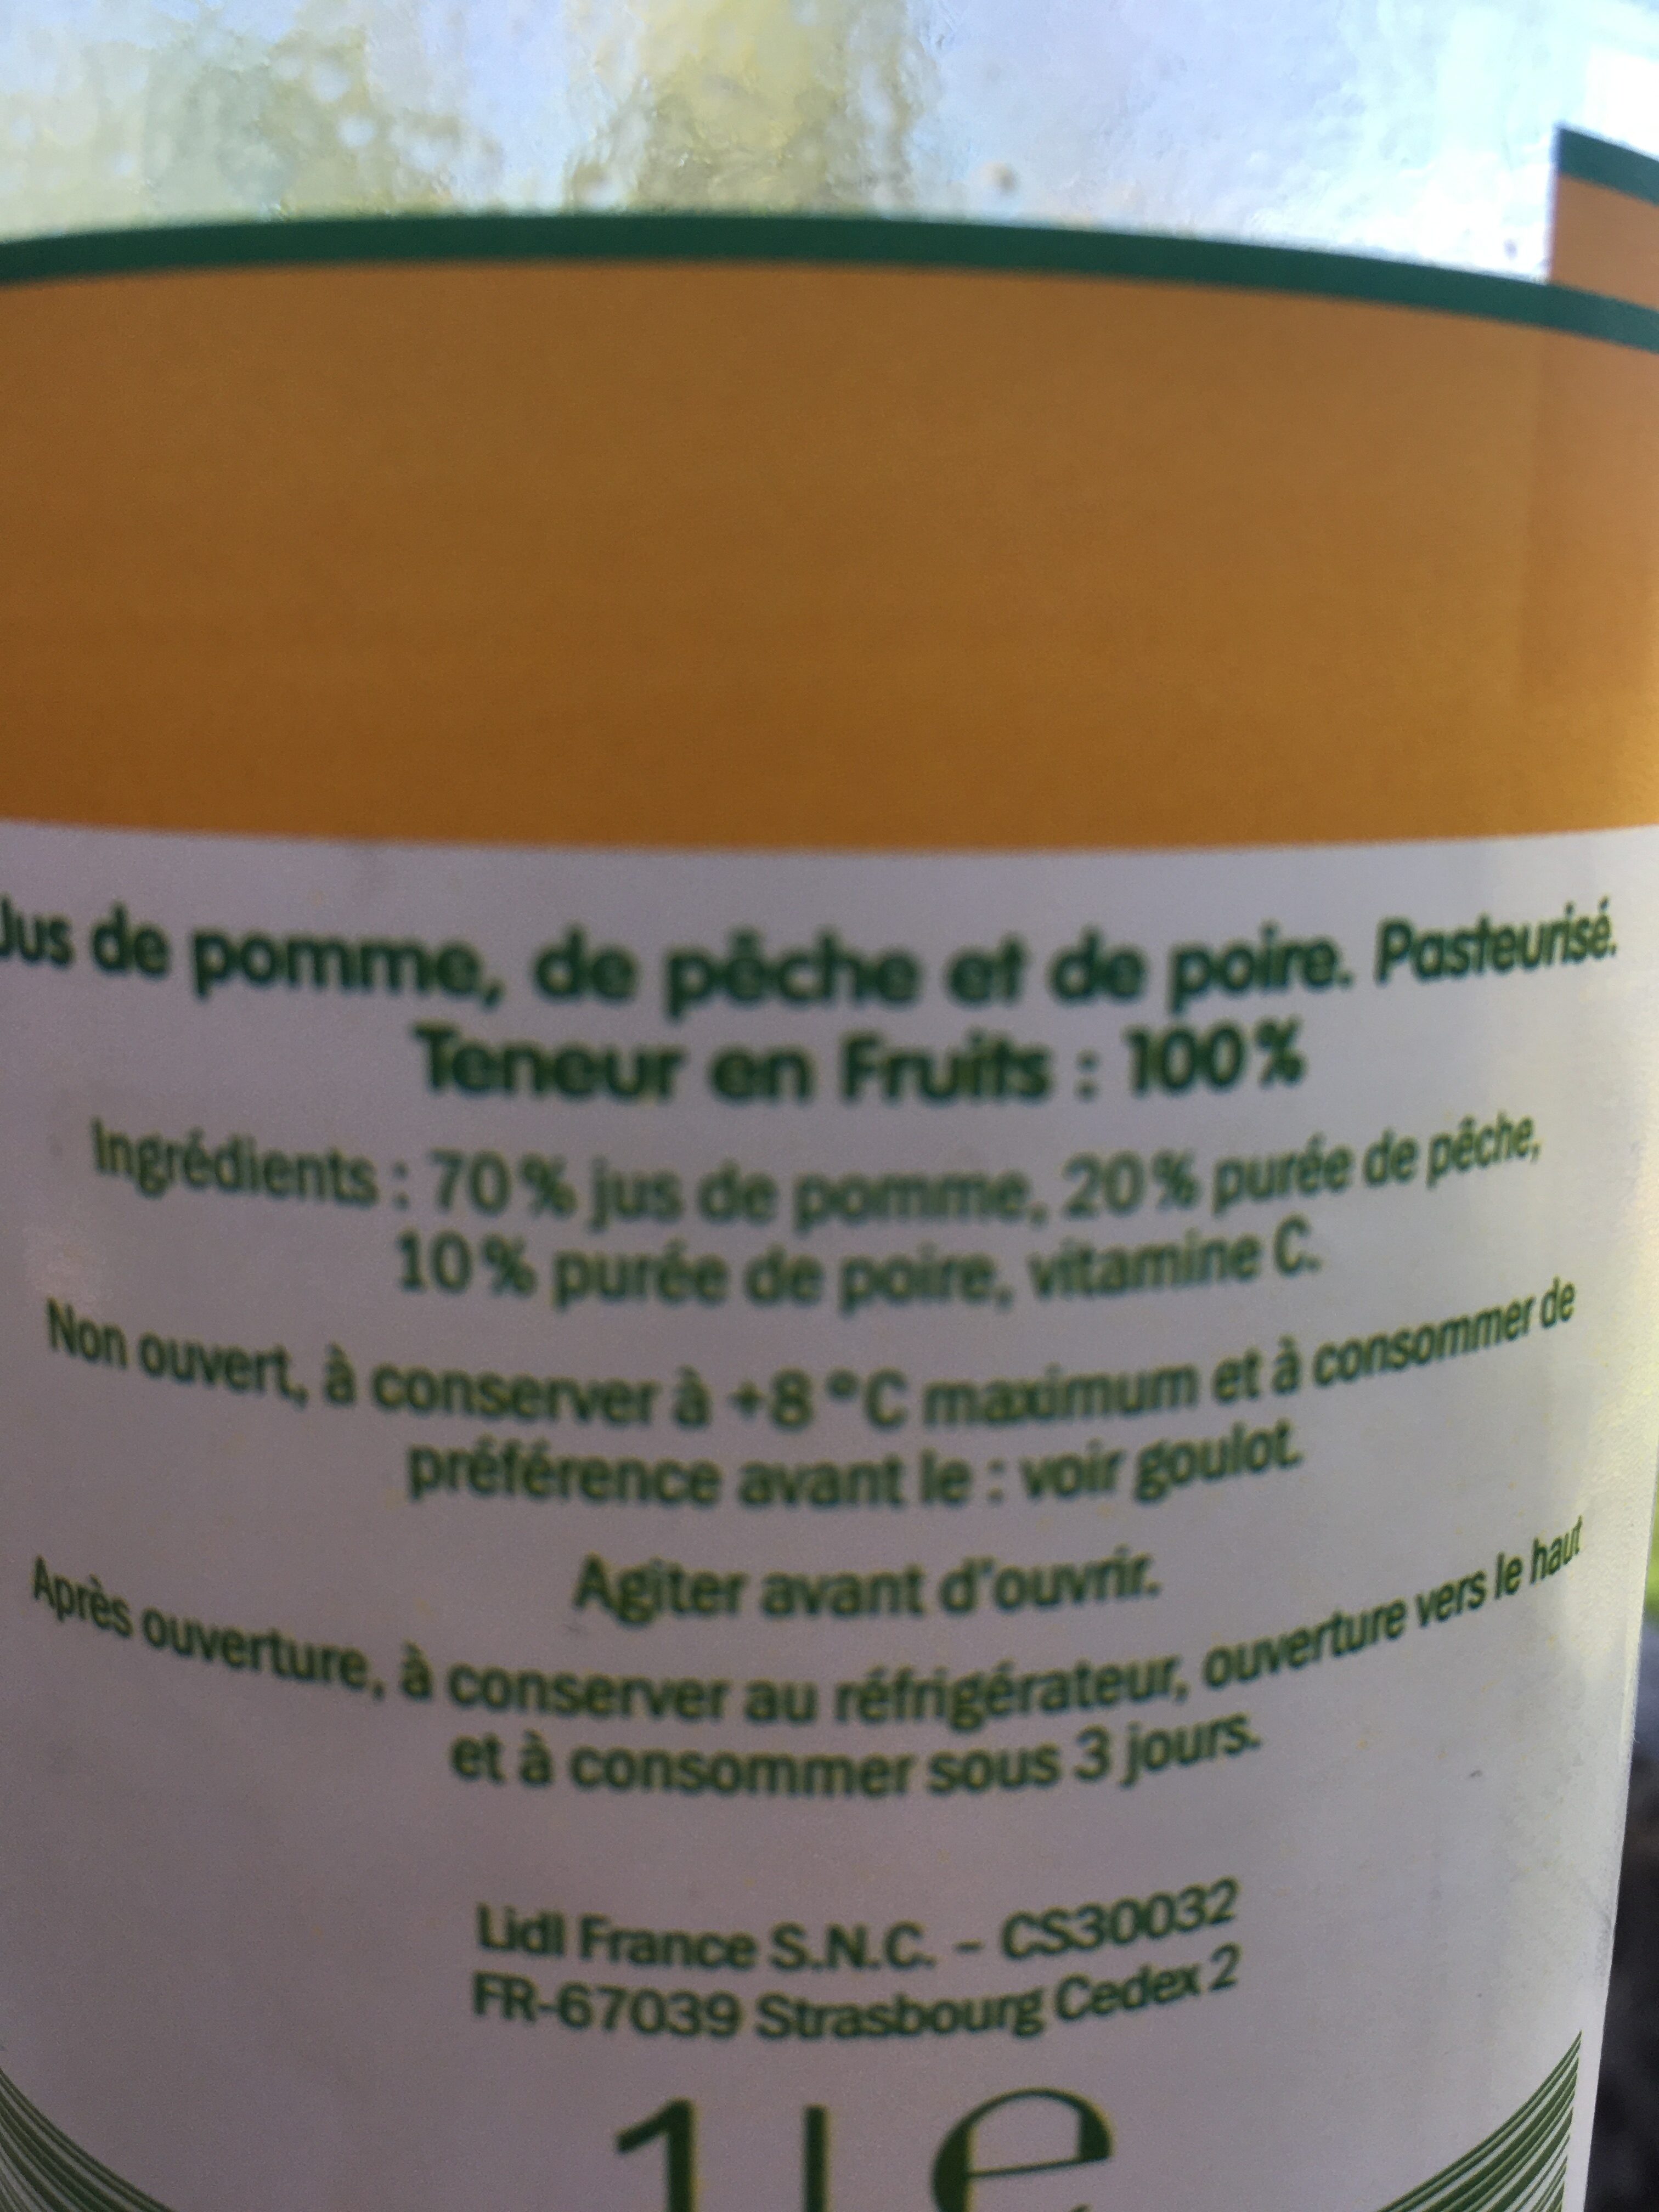 Jus de pomme, de pêche et de poire. Pasteurisé.
Teneur en Fruits : 100%
Ingrédients : 70% jus de pomme, 20% purée de pêche,
10% purée de poire, vitamine C.
Non ouvert, à conserver à +8°C maximum et à consommer de
préférence avant le : voir goulot.
Agiter avant d'ouvrir.
Après ouverture, à conserver au réfrigérateur, ouverture vers le haut
et à consommer sous 3 jours.
Lidl France S.N.C. – CS30032
FR-67039 Strasbourg Cedex 2
1 L e